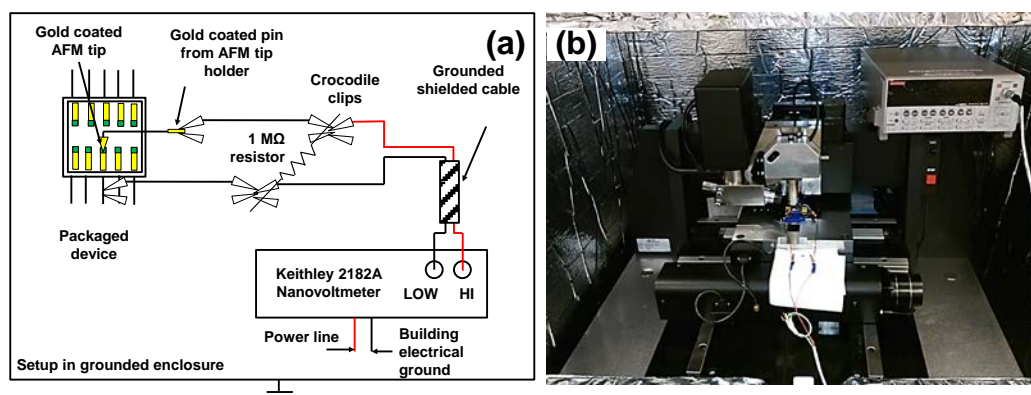 (a)
Gold coated
AFM tip
Gold coated pin
from AFM tip
holder
Crocodile
clips
Grounded
shielded cable
1 MΩ
resistor
Packaged
device
Keithley 2182A
Nanovoltmeter
LOW
HI
Power line
Building
electrical
ground
Setup in grounded enclosure
(b)